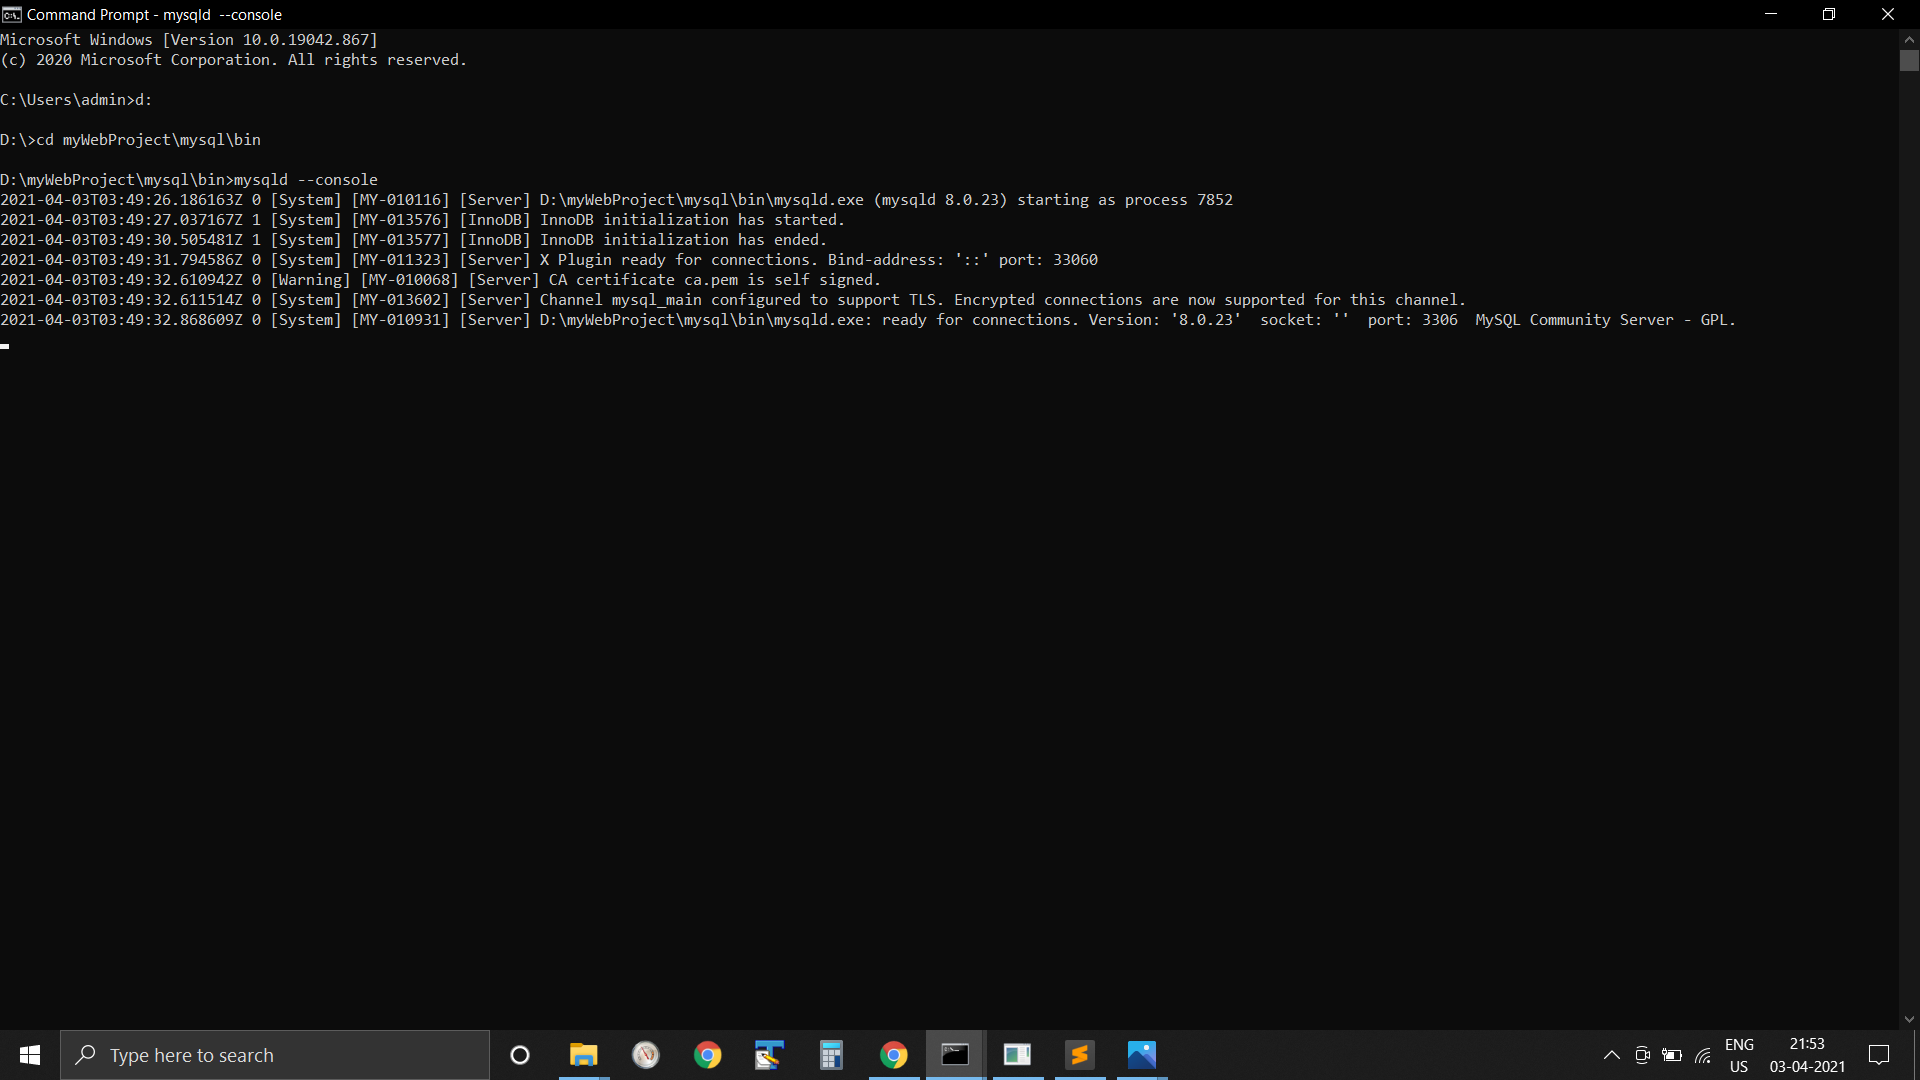 Command Prompt - mysqld  --console
Microsoft Windows [Version 10.0.19042.867]
(c) 2020 Microsoft Corporation. All rights reserved.
C:\Users\admin>d:
D:\>cd myWebProject\mysql\bin
D:\myWebProject\mysql\bin>mysqld --console
2021-04-03T03:49:26.186163Z 0 [System] [MY-010116] [Server] D:\myWebProject\mysql\bin\mysqld.exe (mysqld 8.0.23) starting as process 7852
2021-04-03T03:49:27.037167Z 1 [System] [MY-013576] [InnoDB] InnoDB initialization has started.
2021-04-03T03:49:30.505481Z 1 [System] [MY-013577] [InnoDB] InnoDB initialization has ended.
2021-04-03T03:49:31.794586Z 0 [System] [MY-011323] [Server] X Plugin ready for connections. Bind-address: '::' port: 33060
2021-04-03T03:49:32.610942Z 0 [Warning] [MY-010068] [Server] CA certificate ca.pem is self signed.
2021-04-03T03:49:32.611514Z 0 [System] [MY-013602] [Server] Channel mysql_main configured to support TLS. Encrypted connections are now supported for this channel.
2021-04-03T03:49:32.868609Z 0 [System] [MY-010931] [Server] D:\myWebProject\mysql\bin\mysqld.exe: ready for connections. Version: '8.0.23'  socket: ''  port: 3306  MySQL Community Server - GPL.
Type here to search
ENG
US
21:53
03-04-2021